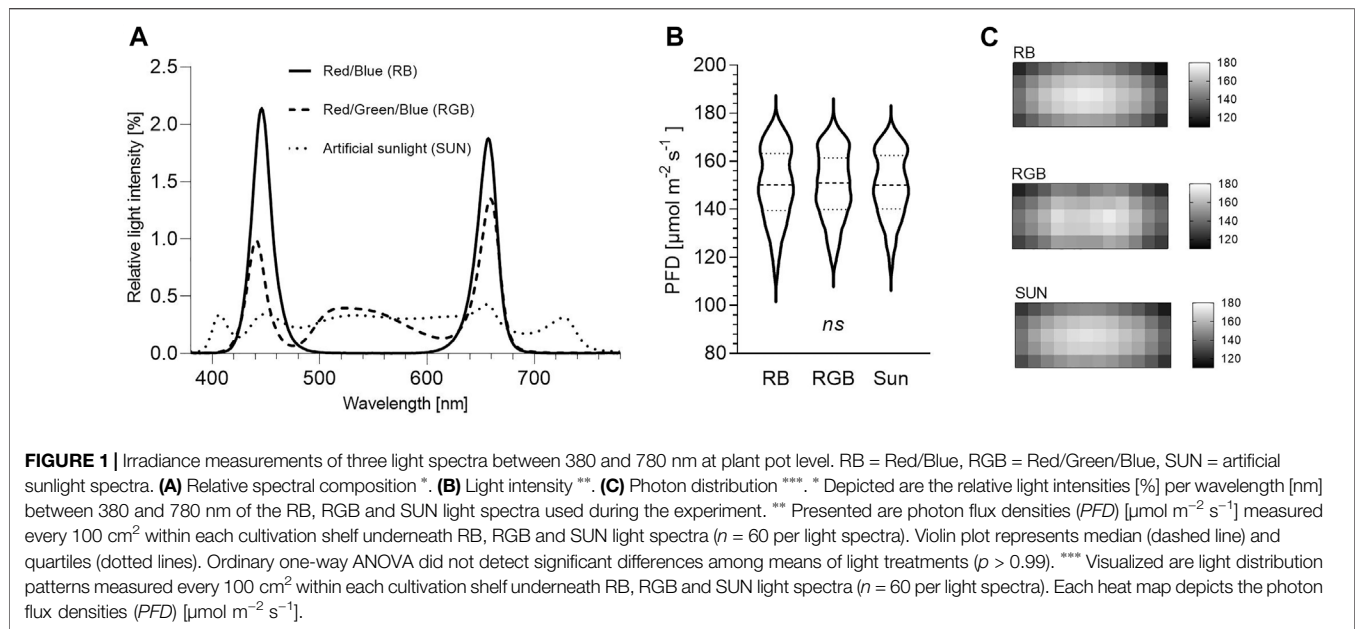 A
B
C
2.5
2.0
1.5
1.0
0.5
0.0
Relative light intensity [%]
Red/Blue (RB)
Red/Green/Blue (RGB)
Artificial sunlight (SUN)
400
500
600
700
Wavelength [nm]
200
180
160
140
120
100
80
PFD [µmol m⁻² s⁻¹ ]
ns
RB
RGB
Sun
RB
180
160
140
120
RGB
180
160
140
120
SUN
180
160
140
120
FIGURE 1 | Irradiance measurements of three light spectra between 380 and 780 nm at plant pot level. RB = Red/Blue, RGB = Red/Green/Blue, SUN = artificial
sunlight spectra. (A) Relative spectral composition *. (B) Light intensity **. (C) Photon distribution ***. * Depicted are the relative light intensities [%] per wavelength [nm]
between 380 and 780 nm of the RB, RGB and SUN light spectra used during the experiment. ** Presented are photon flux densities (PFD) [µmol m⁻² s⁻¹] measured
every 100 cm² within each cultivation shelf underneath RB, RGB and SUN light spectra (n = 60 per light spectra). Violin plot represents median (dashed line) and
quartiles (dotted lines). Ordinary one-way ANOVA did not detect significant differences among means of light treatments (p > 0.99). *** Visualized are light distribution
patterns measured every 100 cm² within each cultivation shelf underneath RB, RGB and SUN light spectra (n = 60 per light spectra). Each heat map depicts the photon
flux densities (PFD) [µmol m⁻² s⁻¹].